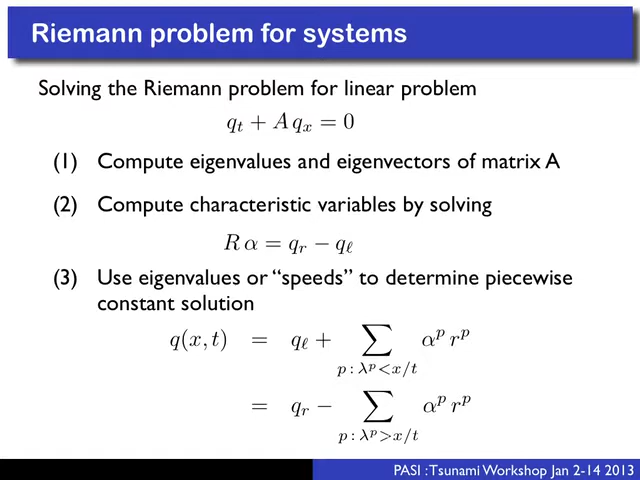 Riemann problem for systems
Solving the Riemann problem for linear problem
q_t + A q_x = 0
(1) Compute eigenvalues and eigenvectors of matrix A
(2) Compute characteristic variables by solving
R α = q_r − q_ℓ
(3) Use eigenvalues or “speeds” to determine piecewise
constant solution
q(x, t) = q_ℓ + ∑ α^p r^p
p : λ^p < x/t
= q_r − ∑ α^p r^p
p : λ^p > x/t
PASI : Tsunami Workshop Jan 2-14 2013